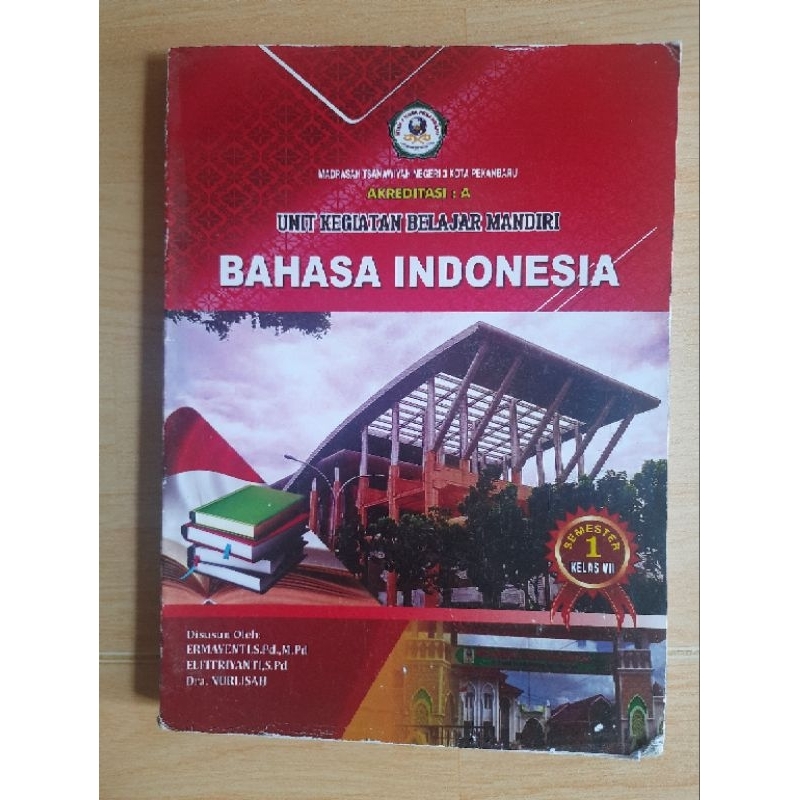 MADRASAH TSANAWIYAH NEGERI 3 KOTA PEKANBARU
AKREDITASI : A
UNIT KEGIATAN BELAJAR MANDIRI
BAHASA INDONESIA
SEMESTER
1
KELAS VII
Disusun Oleh:
ERMAYENTI,S.Pd.,M.Pd
ELFITRIYANTI,S.Pd
Dra. NURLISAH